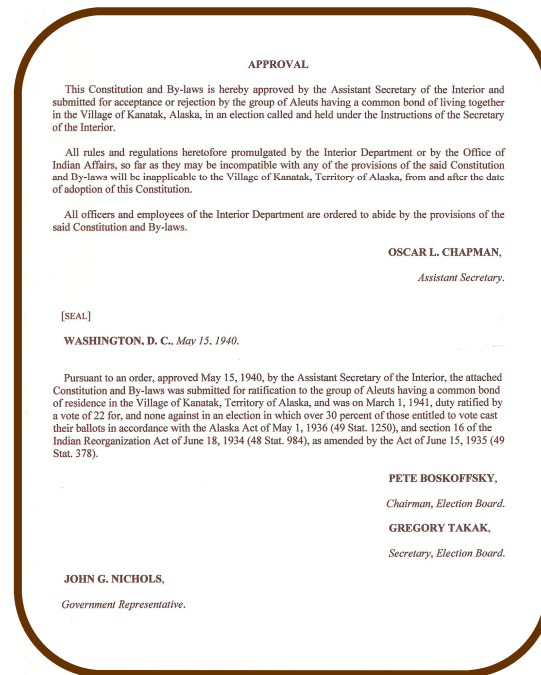 APPROVAL
This Constitution and By-laws is hereby approved by the Assistant Secretary of the Interior and
submitted for acceptance or rejection by the group of Aleuts having a common bond of living together
in the Village of Kanatak, Alaska, in an election called and held under the Instructions of the Secretary
of the Interior.
All rules and regulations heretofore promulgated by the Interior Department or by the Office of
Indian Affairs, so far as they may be incompatible with any of the provisions of the said Constitution
and By-laws will be inapplicable to the Village of Kanatak, Territory of Alaska, from and after the date
of adoption of this Constitution.
All officers and employees of the Interior Department are ordered to abide by the provisions of the
said Constitution and By-laws.
OSCAR L. CHAPMAN,
Assistant Secretary.
[SEAL]
WASHINGTON, D. C., May 15, 1940.
Pursuant to an order, approved May 15, 1940, by the Assistant Secretary of the Interior, the attached
Constitution and By-laws was submitted for ratification to the group of Aleuts having a common bond
of residence in the Village of Kanatak, Territory of Alaska, and was on March 1, 1941, duty ratified by
a vote of 22 for, and none against in an election in which over 30 percent of those entitled to vote cast
their ballots in accordance with the Alaska Act of May 1, 1936 (49 Stat. 1250), and section 16 of the
Indian Reorganization Act of June 18, 1934 (48 Stat. 984), as amended by the Act of June 15, 1935 (49
Stat. 378).
PETE BOSKOFFSKY,
Chairman, Election Board.
GREGORY TAKAK,
Secretary, Election Board.
JOHN G. NICHOLS,
Government Representative.